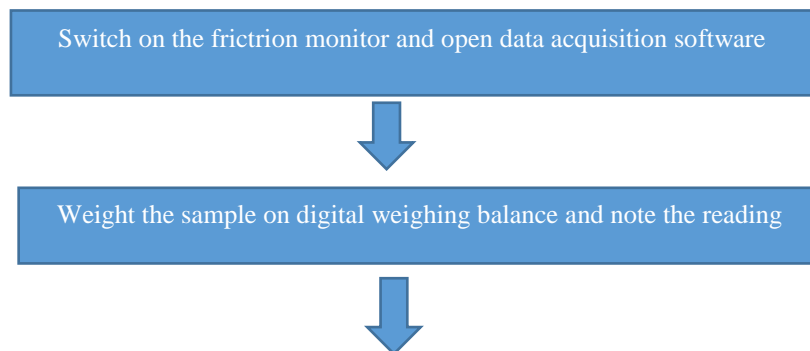 Switch on the frictrion monitor and open data acquisition software
Weight the sample on digital weighing balance and note the reading